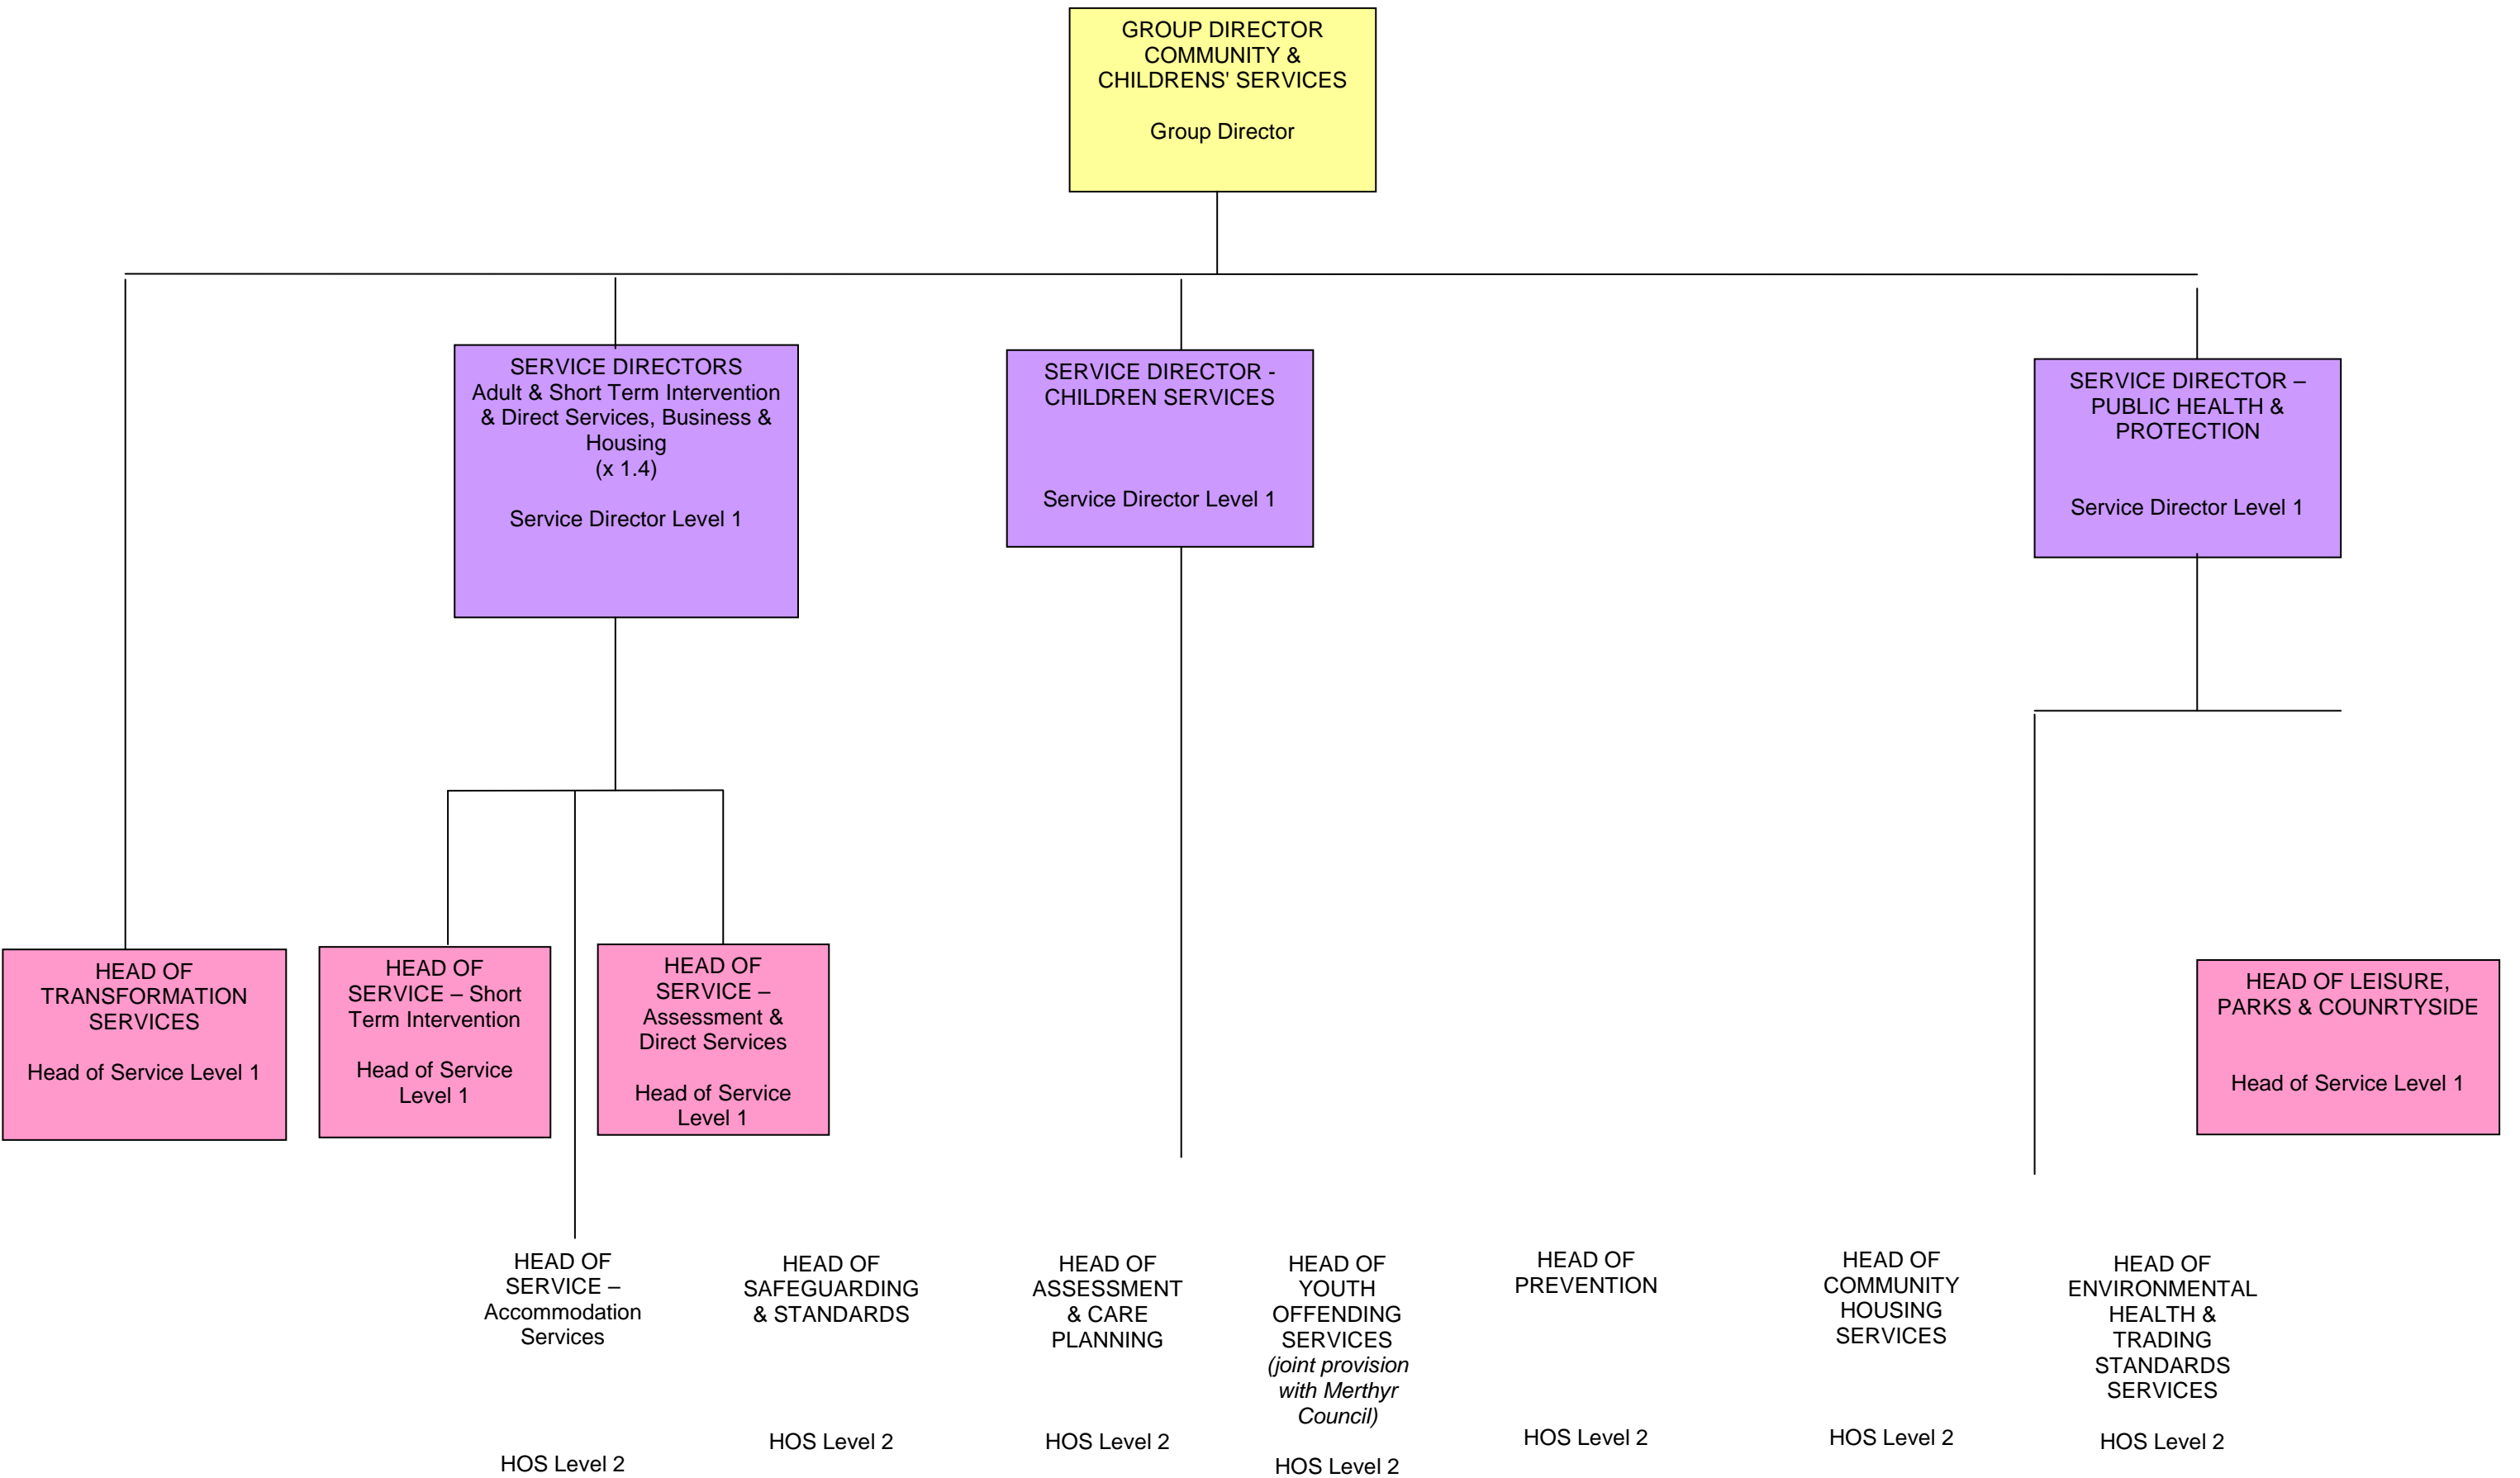 GROUP DIRECTOR
COMMUNITY &
CHILDRENS' SERVICES
Group Director
SERVICE DIRECTORS
Adult & Short Term Intervention
& Direct Services, Business &
Housing
(x 1.4)
Service Director Level 1
SERVICE DIRECTOR -
CHILDREN SERVICES
Service Director Level 1
SERVICE DIRECTOR –
PUBLIC HEALTH &
PROTECTION
Service Director Level 1
HEAD OF
TRANSFORMATION
SERVICES
Head of Service Level 1
HEAD OF
SERVICE – Short
Term Intervention
Head of Service
Level 1
HEAD OF
SERVICE –
Assessment &
Direct Services
Head of Service
Level 1
HEAD OF LEISURE,
PARKS & COUNRTYSIDE
Head of Service Level 1
HEAD OF
SERVICE –
Accommodation
Services
HOS Level 2
HEAD OF
SAFEGUARDING
& STANDARDS
HOS Level 2
HEAD OF
ASSESSMENT
& CARE
PLANNING
HOS Level 2
HEAD OF
YOUTH
OFFENDING
SERVICES
(joint provision
with Merthyr
Council)
HOS Level 2
HEAD OF
PREVENTION
HOS Level 2
HEAD OF
COMMUNITY
HOUSING
SERVICES
HOS Level 2
HEAD OF
ENVIRONMENTAL
HEALTH &
TRADING
STANDARDS
SERVICES
HOS Level 2